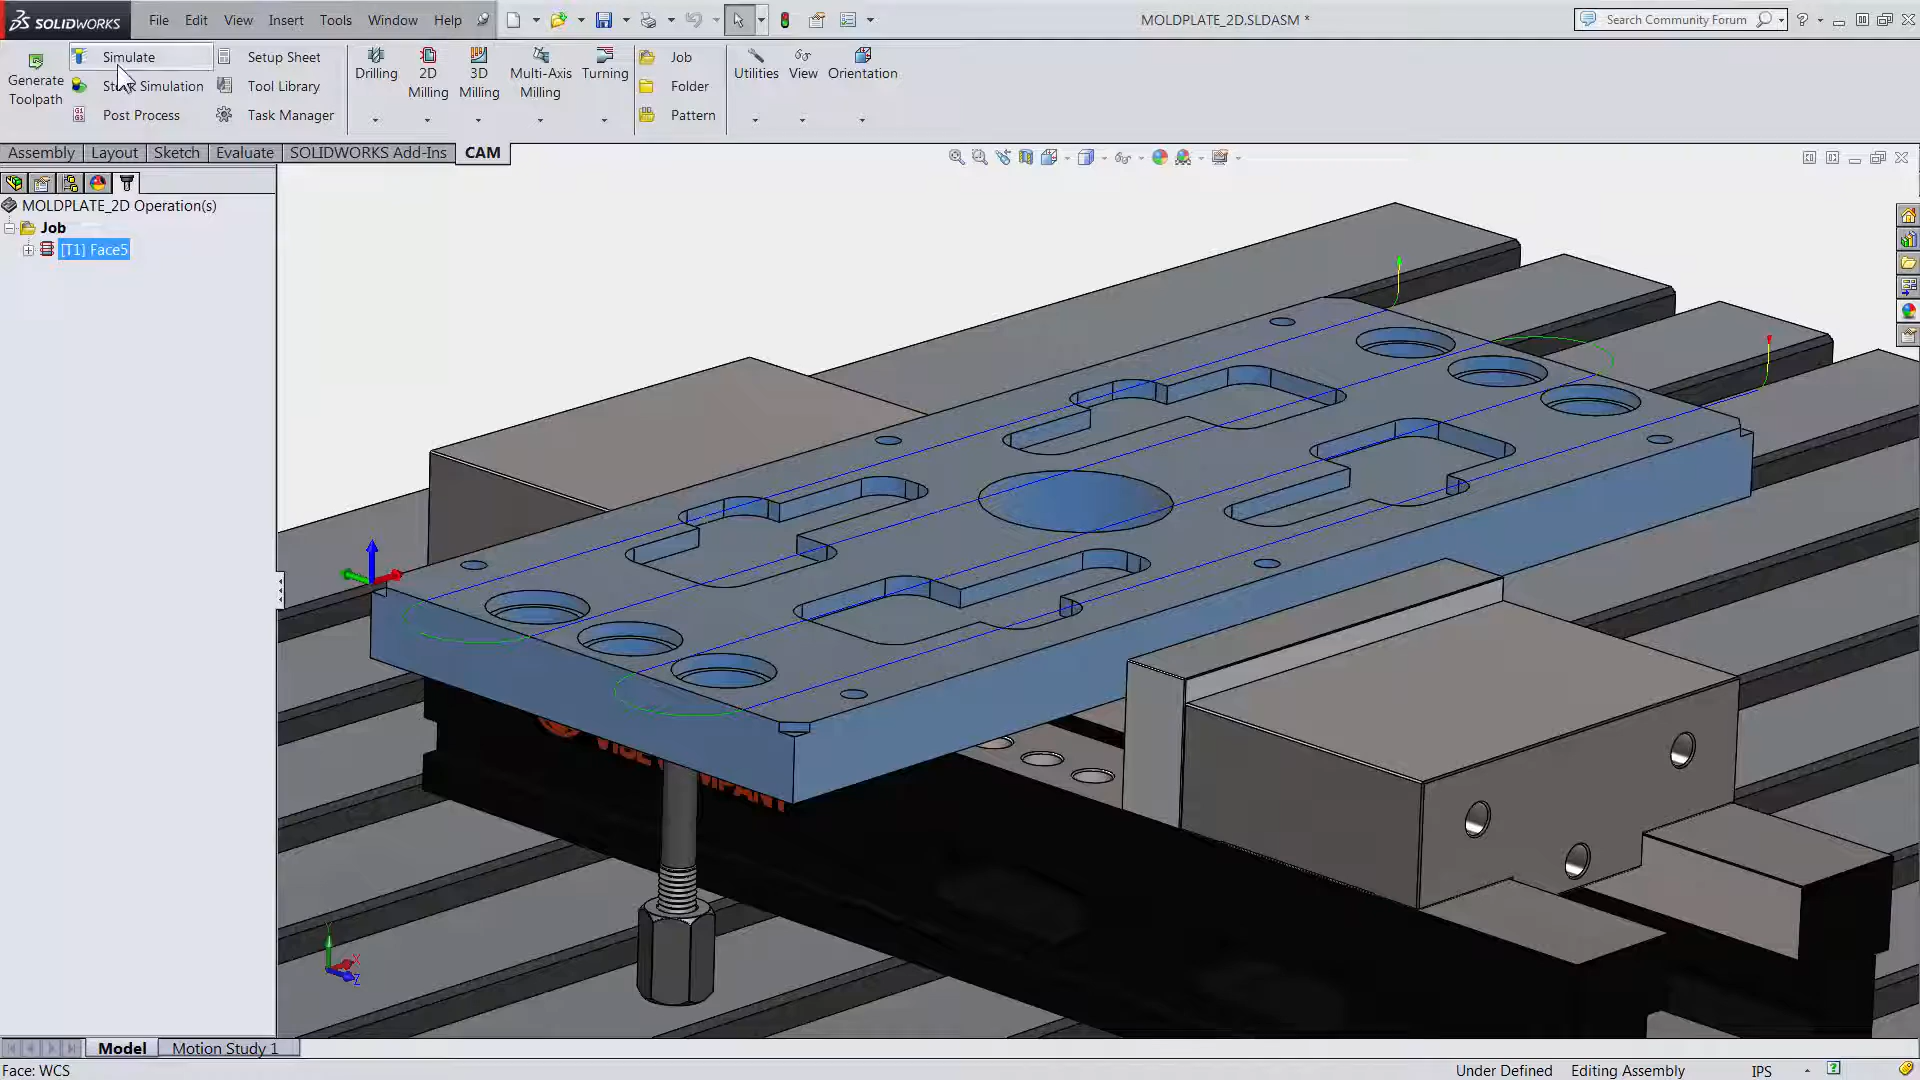 SOLIDWORKS File Edit View Insert Tools Window Help MOLDPLATE_2D.SLDASM * Search Community Forum ?
Generate Toolpath
Simulate
Stock Simulation
Post Process
Setup Sheet
Tool Library
Task Manager
Drilling
2D Milling
3D Milling
Multi-Axis Milling
Turning
Job
Folder
Pattern
Utilities
View
Orientation
Assembly Layout Sketch Evaluate SOLIDWORKS Add-Ins CAM
MOLDPLATE_2D Operation(s)
Job
[T1] Face5
Y
X
Z
Model Motion Study 1
Face: WCS Under Defined Editing Assembly IPS